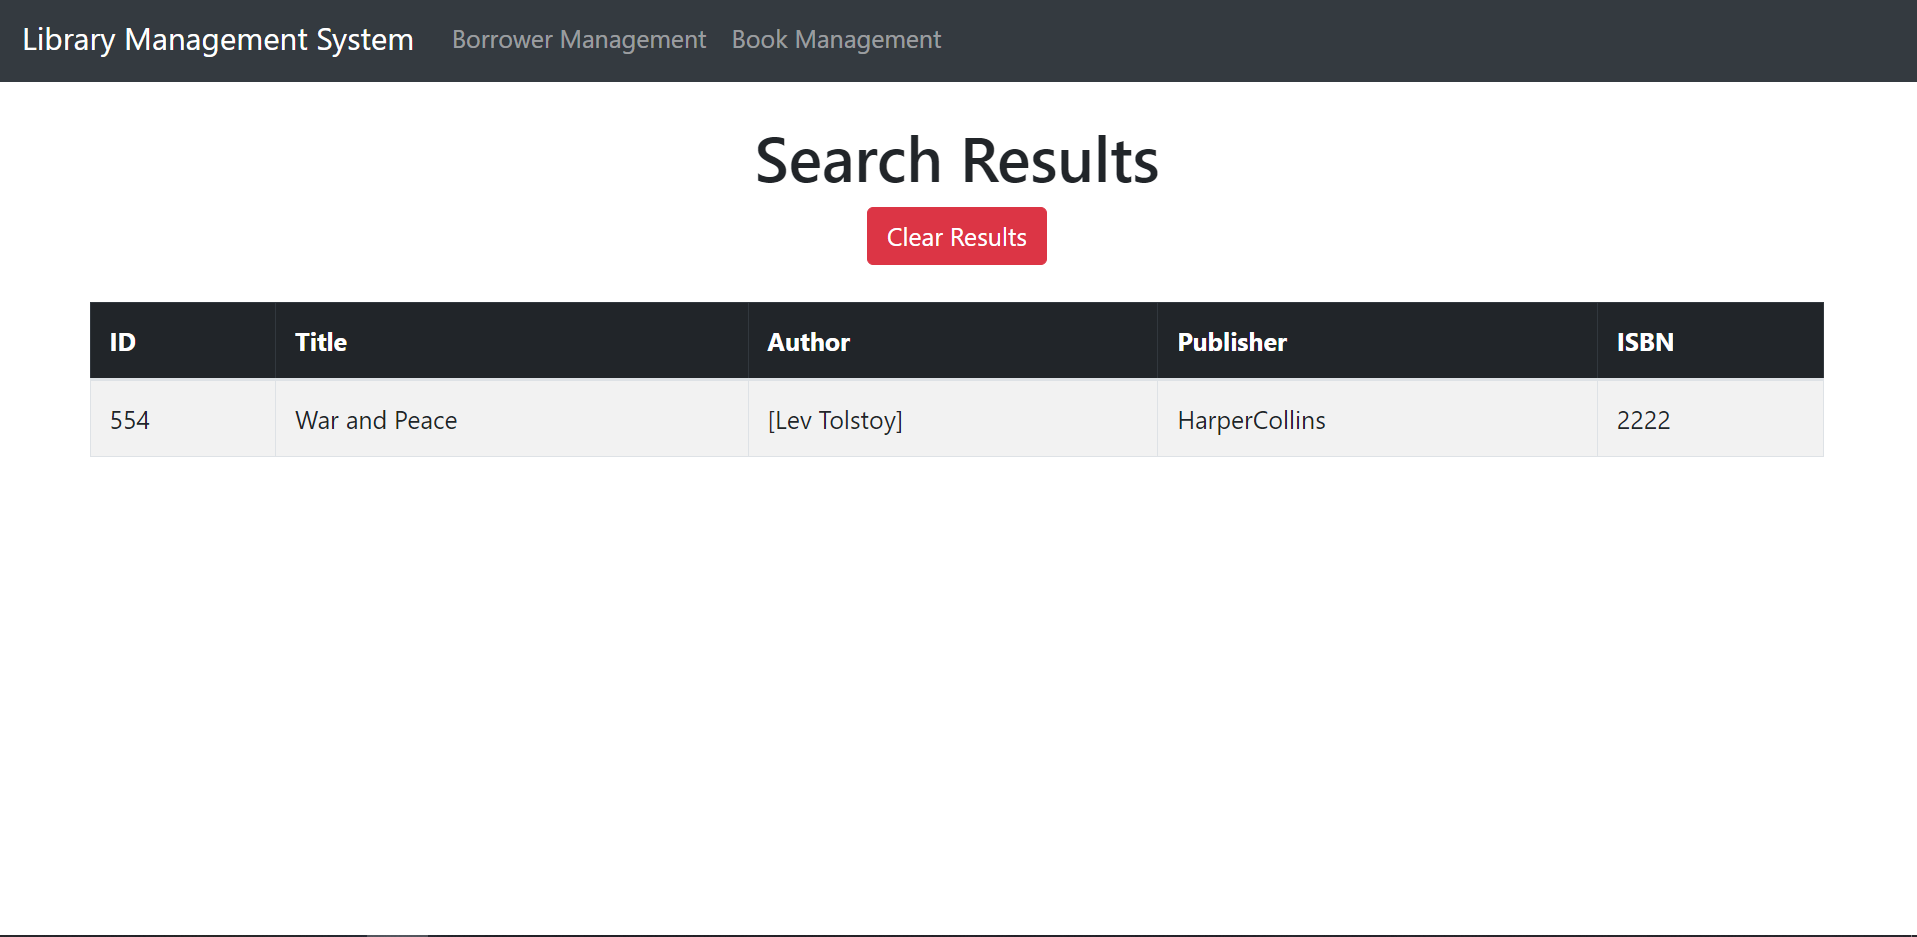 Library Management System Borrower Management Book Management
Search Results
Clear Results
ID Title Author Publisher ISBN
554 War and Peace [Lev Tolstoy] HarperCollins 2222